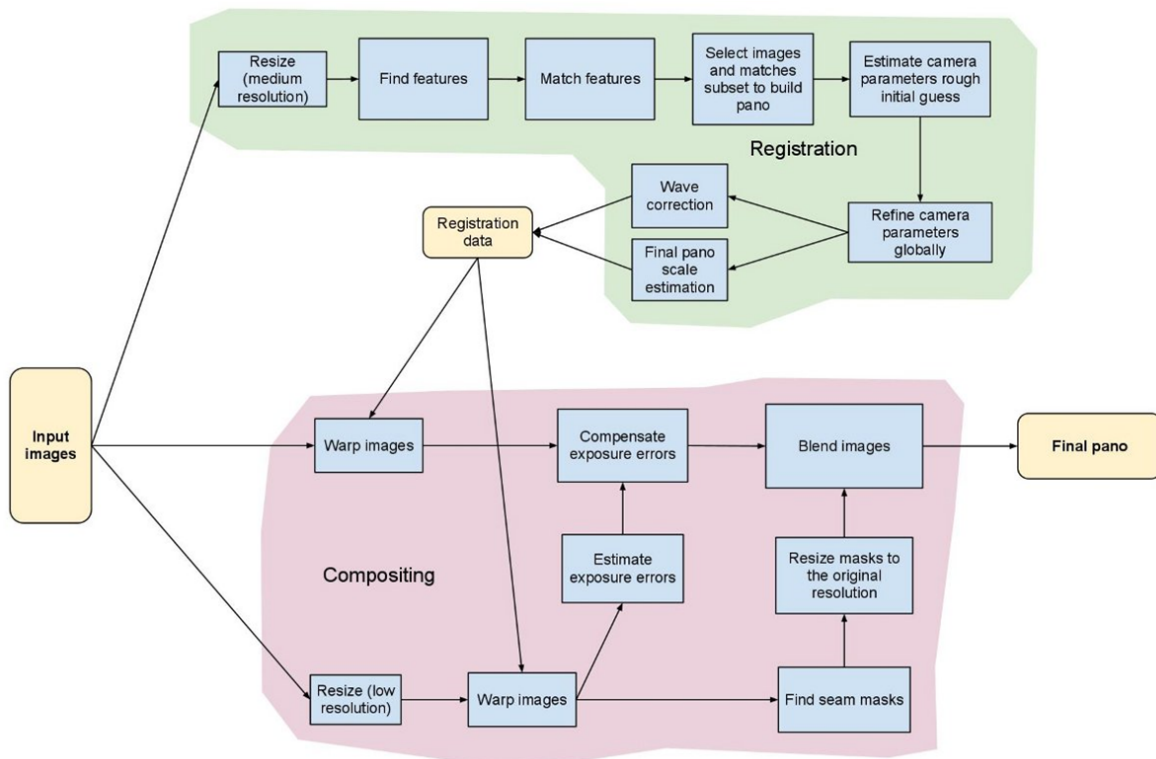 Resize
(medium
resolution)
Find features
Match features
Select images
and matches
subset to build
pano
Estimate camera
parameters rough
initial guess
Registration
Wave
correction
Refine camera
parameters
globally
Registration
data
Final pano
scale
estimation
Input
images
Warp images
Compensate
exposure errors
Blend images
Final pano
Estimate
exposure errors
Resize masks to
the original
resolution
Compositing
Resize (low
resolution)
Warp images
Find seam masks